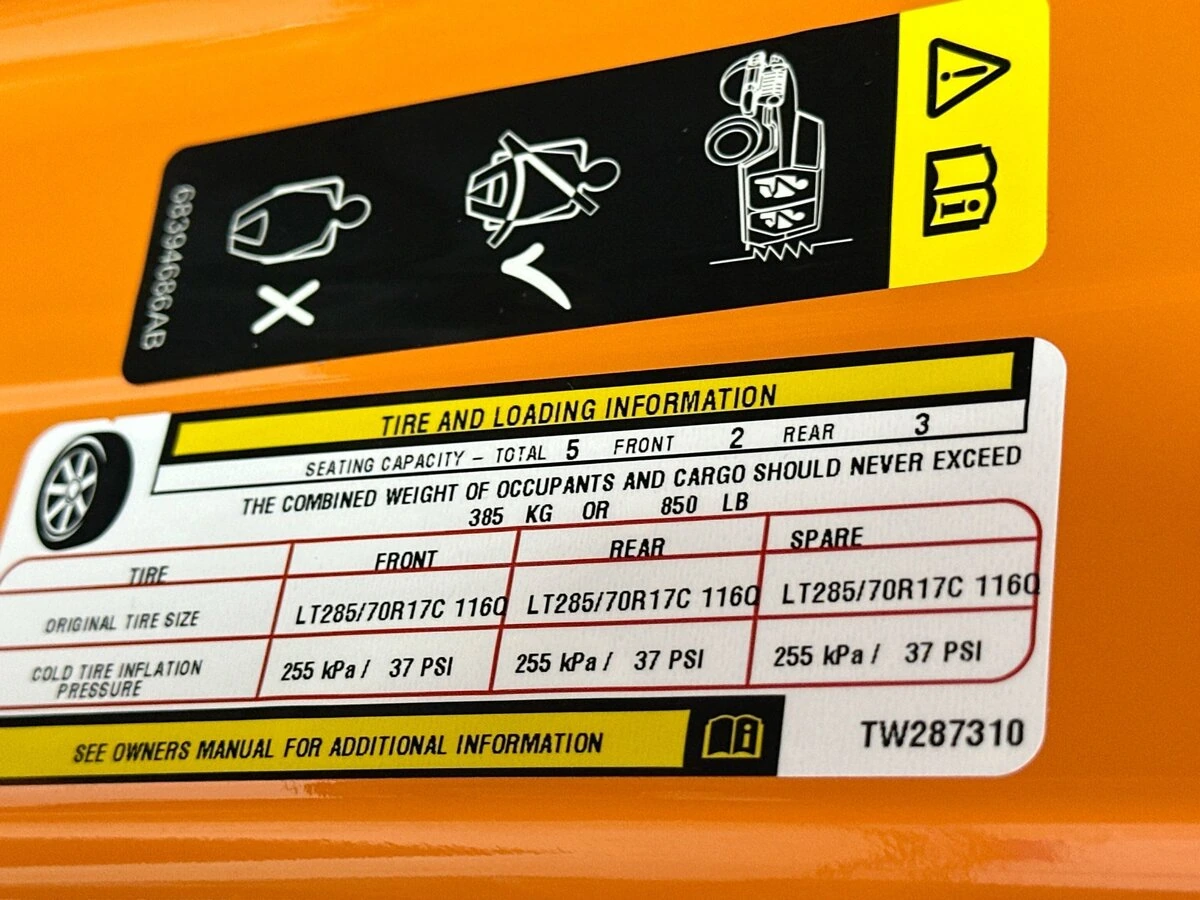 68394686AB
TIRE AND LOADING INFORMATION
SEATING CAPACITY – TOTAL 5 FRONT 2 REAR 3
THE COMBINED WEIGHT OF OCCUPANTS AND CARGO SHOULD NEVER EXCEED
385 KG OR 850 LB
TIRE FRONT REAR SPARE
ORIGINAL TIRE SIZE LT285/70R17C 116Q LT285/70R17C 116Q LT285/70R17C 116Q
COLD TIRE INFLATION
PRESSURE 255 kPa / 37 PSI 255 kPa / 37 PSI 255 kPa / 37 PSI
SEE OWNERS MANUAL FOR ADDITIONAL INFORMATION
TW287310